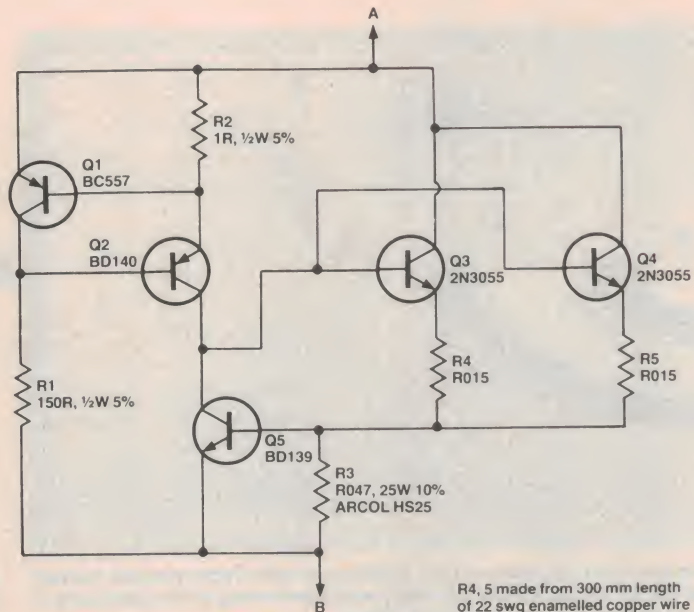 A
R2
1R, ½W 5%
Q1
BC557
Q2
BD140
Q3
2N3055
Q4
2N3055
R1
150R, ½W 5%
R4
R015
R5
R015
Q5
BD139
R3
R047, 25W 10%
ARCOL HS25
B
R4, 5 made from 300 mm length
of 22 swg enamelled copper wire